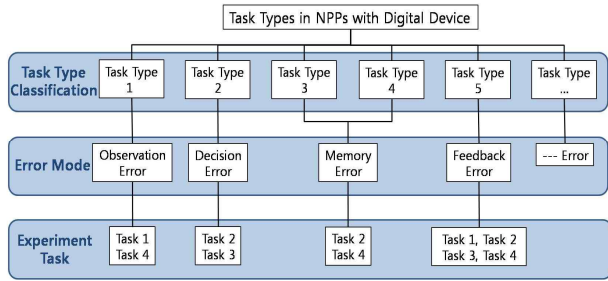 Task Types in NPPs with Digital Device
Task Type
Classification
Task Type
1
Task Type
2
Task Type
3
Task Type
4
Task Type
5
Task Type
...
Error Mode
Observation
Error
Decision
Error
Memory
Error
Feedback
Error
--- Error
Experiment
Task
Task 1
Task 4
Task 2
Task 3
Task 2
Task 4
Task 1, Task 2
Task 3, Task 4